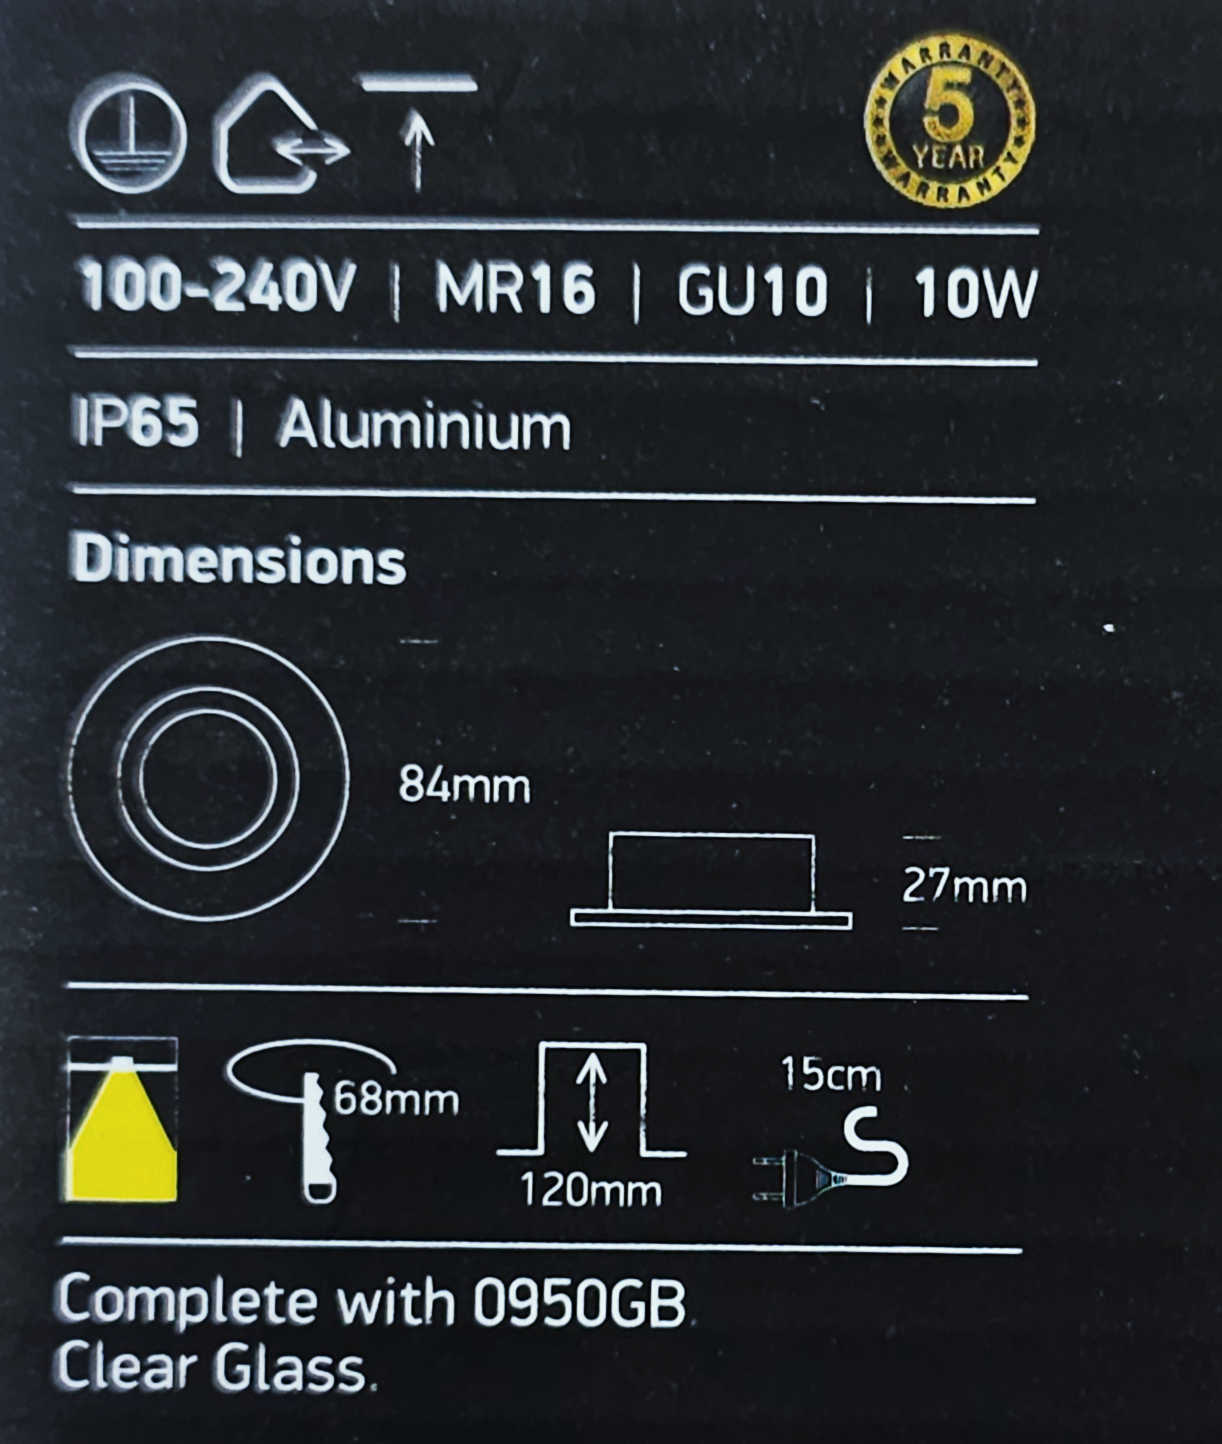 WARRANTY
5
YEAR
WARRANTY
100-240V | MR16 | GU10 | 10W
IP65 | Aluminium
Dimensions
84mm
27mm
68mm
120mm
15cm
Complete with 0950GB.
Clear Glass.